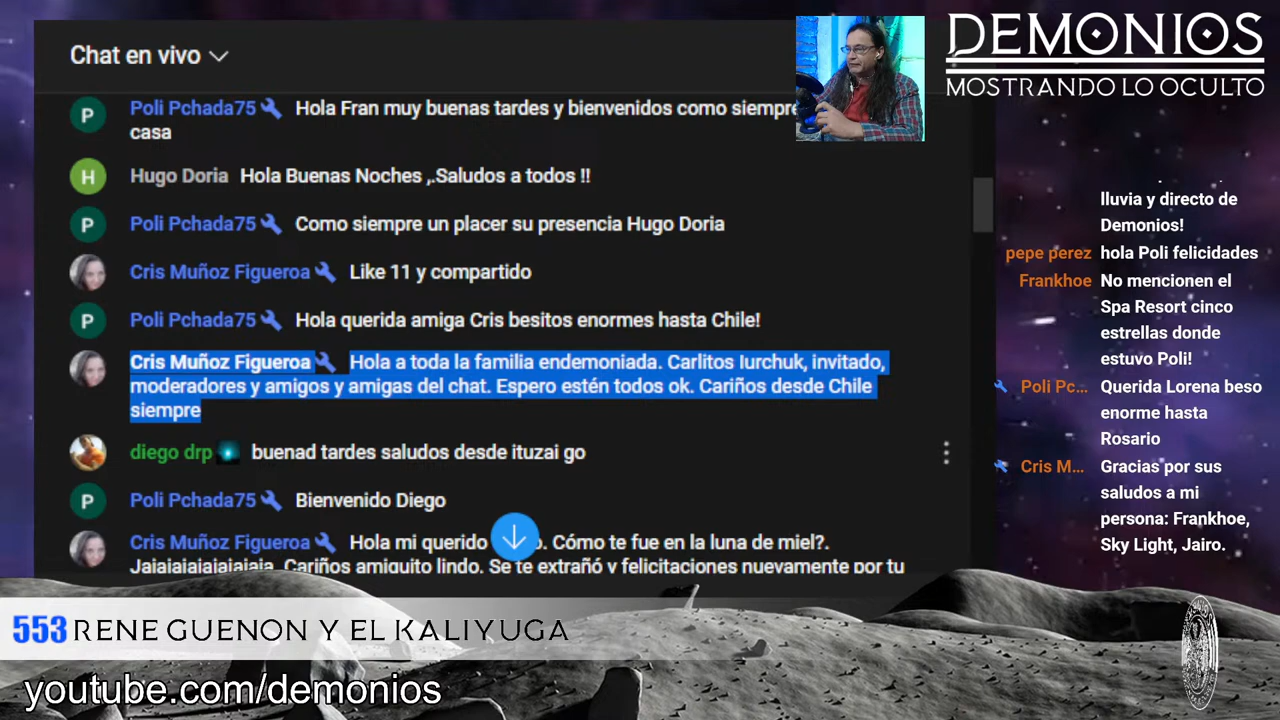 Chat en vivo
P Poli Pchada75 Hola Fran muy buenas tardes y bienvenidos como siempre
casa
H Hugo Doria Hola Buenas Noches ,.Saludos a todos !!
P Poli Pchada75 Como siempre un placer su presencia Hugo Doria
Cris Muñoz Figueroa Like 11 y compartido
P Poli Pchada75 Hola querida amiga Cris besitos enormes hasta Chile!
Cris Muñoz Figueroa Hola a toda la familia endemoniada. Carlitos Iurchuk, invitado,
moderadores y amigos y amigas del chat. Espero estén todos ok. Cariños desde Chile
siempre
diego drp buenad tardes saludos desde ituzai go
P Poli Pchada75 Bienvenido Diego
Cris Muñoz Figueroa Hola mi querido o. Cómo te fue en la luna de miel?.
Jajajajajajajaja. Cariños amiguito lindo. Se te extrañó y felicitaciones nuevamente por tu
DEMONIOS
MOSTRANDO LO OCULTO
lluvia y directo de
Demonios!
pepe perez hola Poli felicidades
Frankhoe No mencionen el
Spa Resort cinco
estrellas donde
estuvo Poli!
Poli Pc... Querida Lorena beso
enorme hasta
Rosario
Cris M... Gracias por sus
saludos a mi
persona: Frankhoe,
Sky Light, Jairo.
553 RENE GUENON Y EL KALIYUGA
youtube.com/demonios